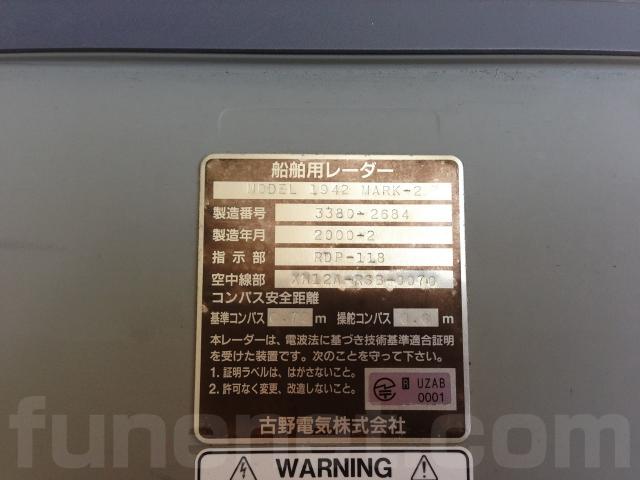 船舶用レーダー
MODEL 1942 MARK-2
製造番号 3380-2684
製造年月 2000-2
指示部 RDP-118
空中線部 XN12A-RSB-0070
コンパス安全距離
基準コンパス m 操舵コンパス m
本レーダーは、電波法に基づき技術基準適合証明
を受けた装置です。次のことを守って下さい。
1. 証明ラベルは、はがさないこと。
2. 許可なく変更、改造しないこと。
R UZAB
0001
古野電気株式会社
WARNING